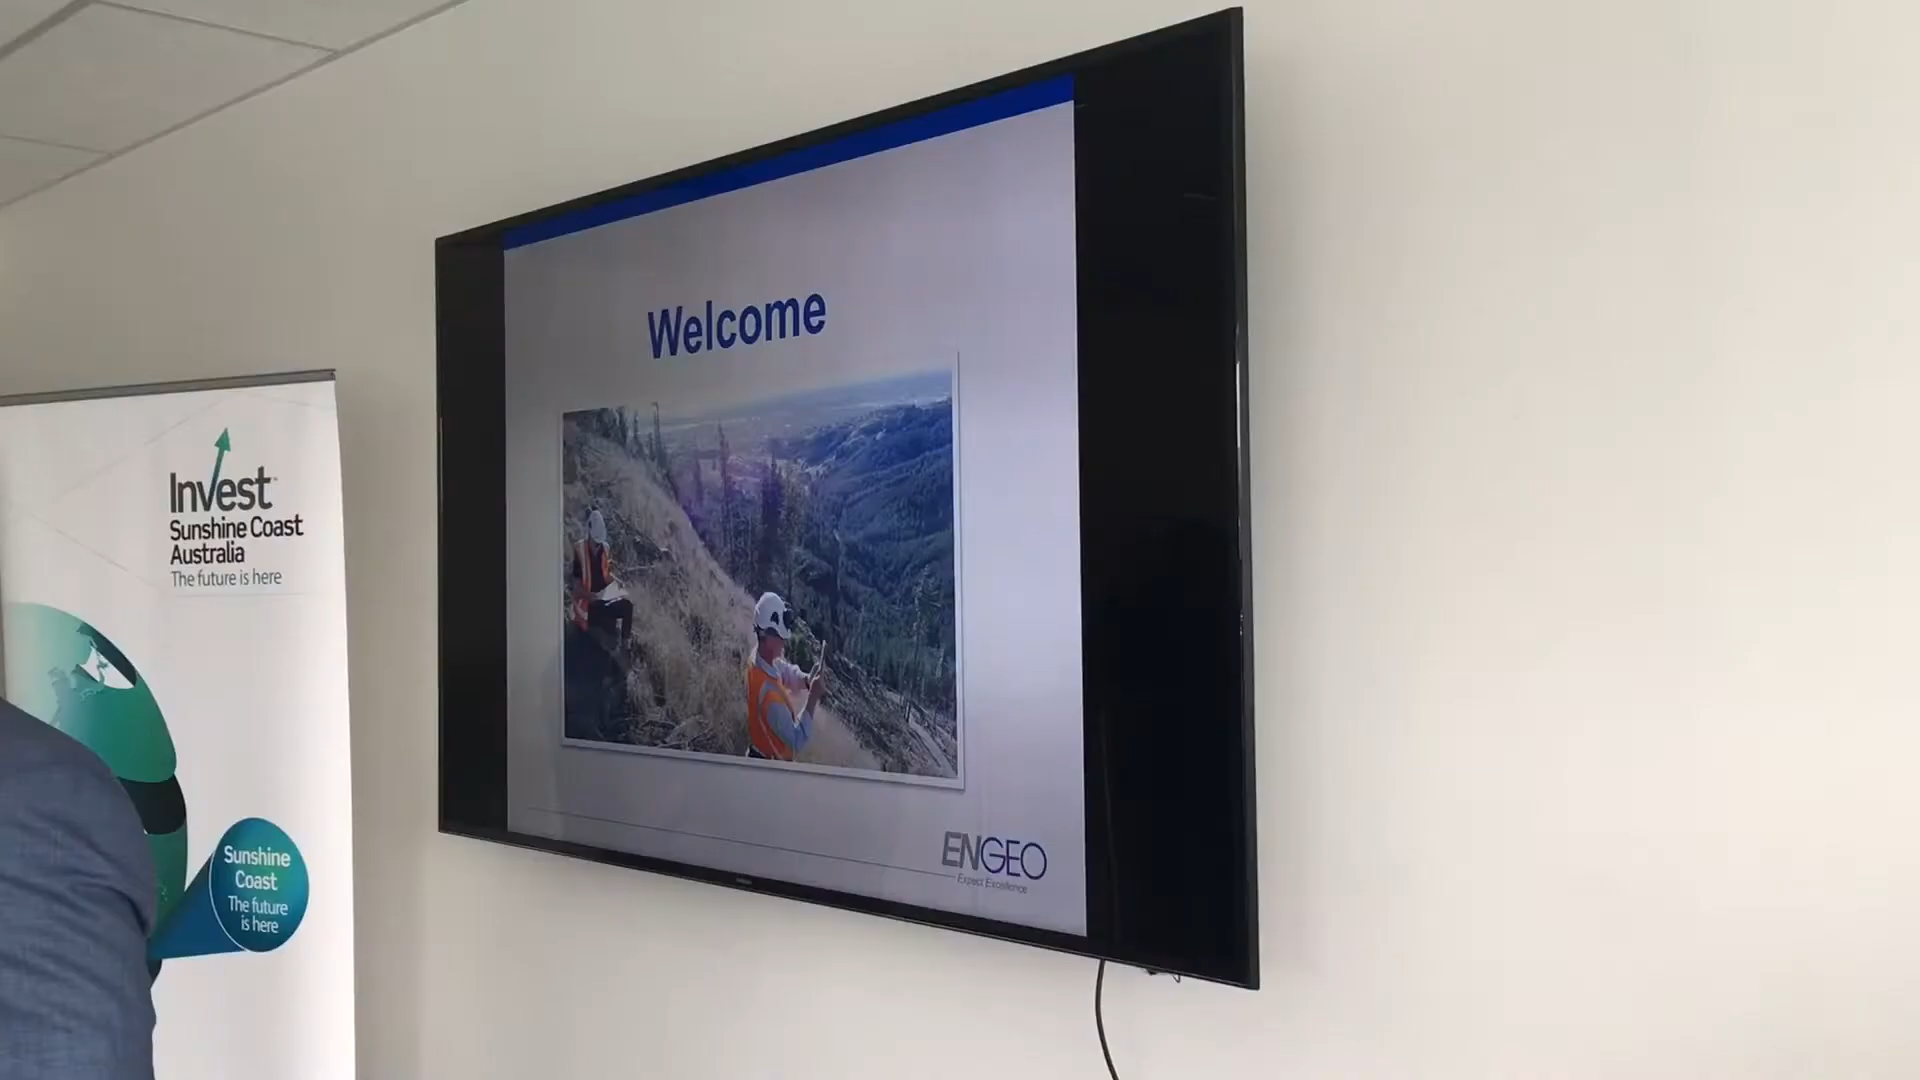 Welcome
ENGEO
Expect Excellence
Invest
Sunshine Coast
Australia
The future is here
Sunshine
Coast
The future
is here